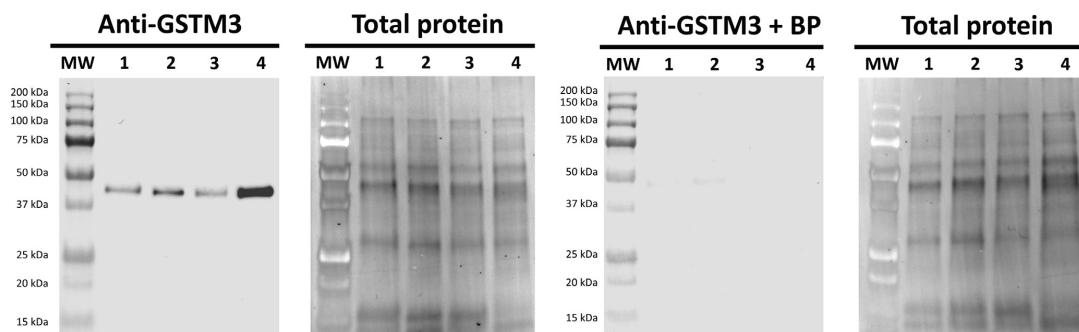 Anti-GSTM3
Total protein
Anti-GSTM3 + BP
Total protein
MW 1 2 3 4
MW 1 2 3 4
MW 1 2 3 4
MW 1 2 3 4
200 kDa
150 kDa
100 kDa
75 kDa
50 kDa
37 kDa
25 kDa
20 kDa
15 kDa
200 kDa
150 kDa
100 kDa
75 kDa
50 kDa
37 kDa
25 kDa
20 kDa
15 kDa